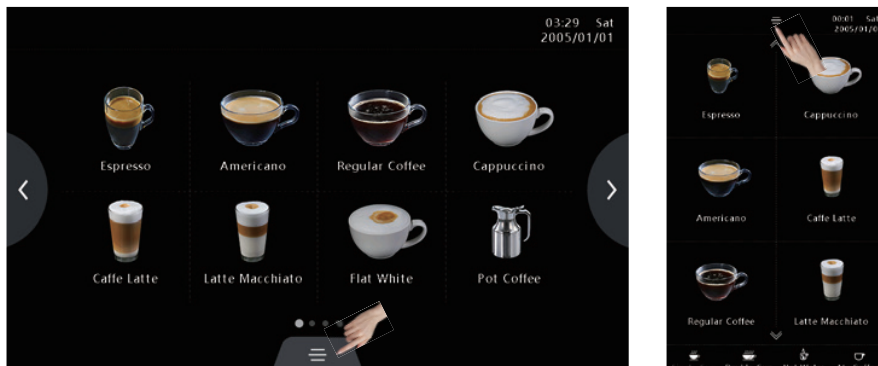 03:29 Sat
2005/01/01
Espresso
Americano
Regular Coffee
Cappuccino
Caffe Latte
Latte Macchiato
Flat White
Pot Coffee
00:01 Sat
2005/01/0
Espresso
Cappuccino
Americano
Caffe Latte
Regular Coffee
Latte Macchiato